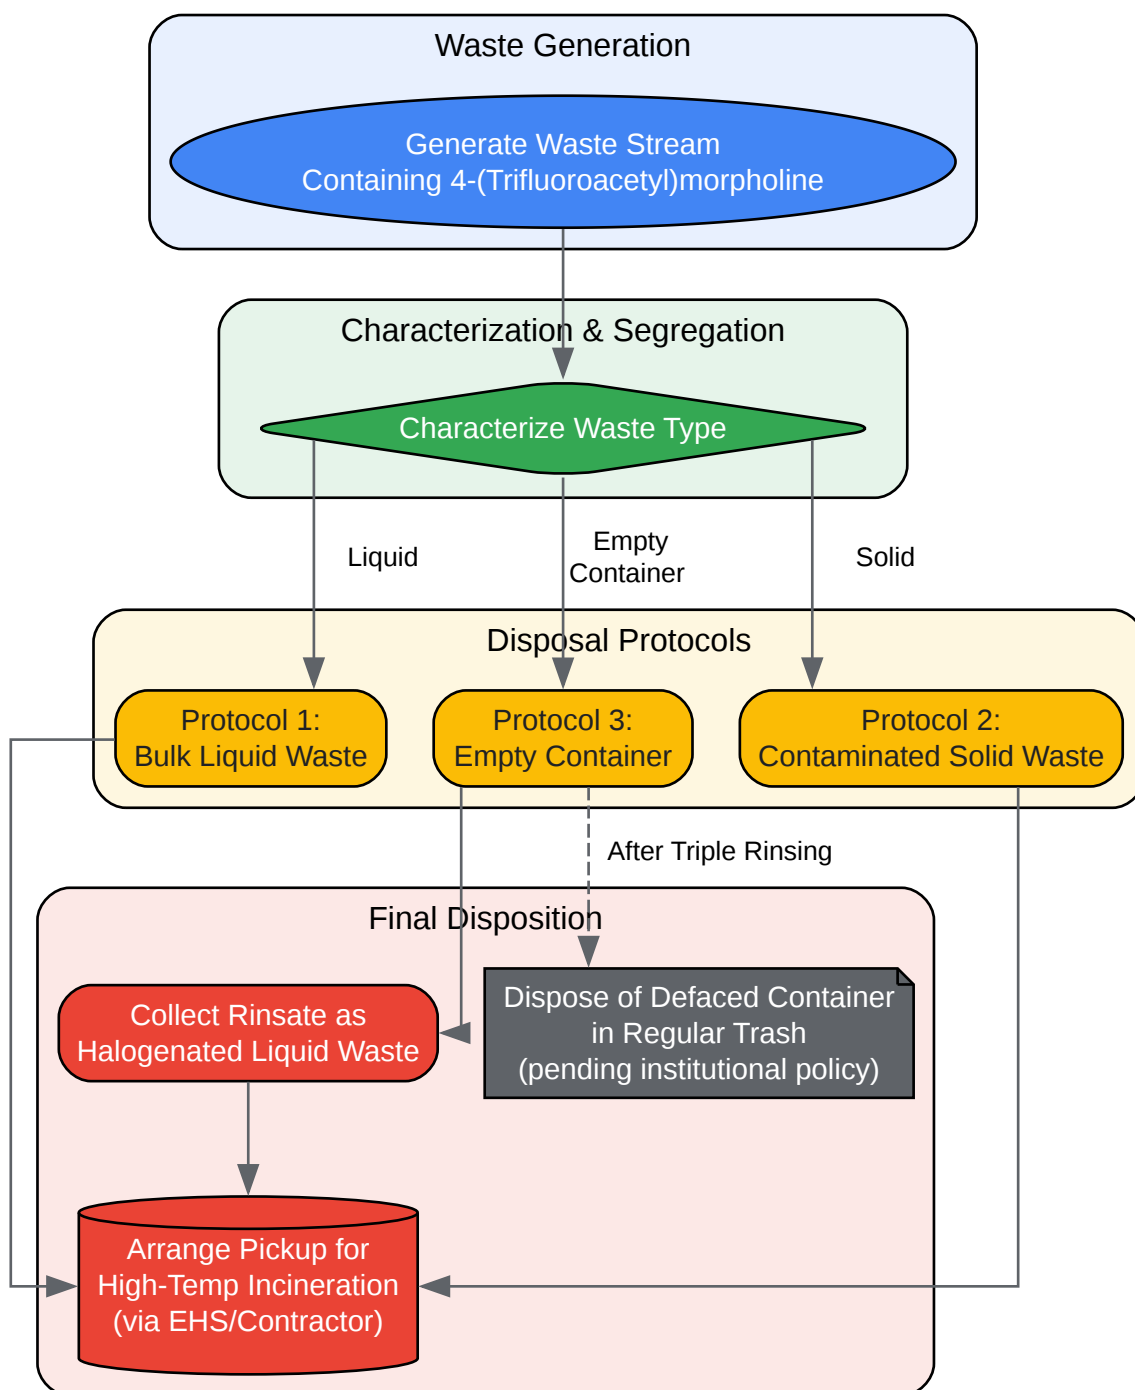 Waste Generation
Generate Waste Stream
Containing 4-(Trifluoroacetyl)morpholine
Characterization & Segregation
Characterize Waste Type
Liquid
Empty
Container
Solid
Disposal Protocols
Protocol 1:
Bulk Liquid Waste
Protocol 3:
Empty Container
Protocol 2:
Contaminated Solid Waste
After Triple Rinsing
Final Disposition
Collect Rinsate as
Halogenated Liquid Waste
Dispose of Defaced Container
in Regular Trash
(pending institutional policy)
Arrange Pickup for
High-Temp Incineration
(via EHS/Contractor)